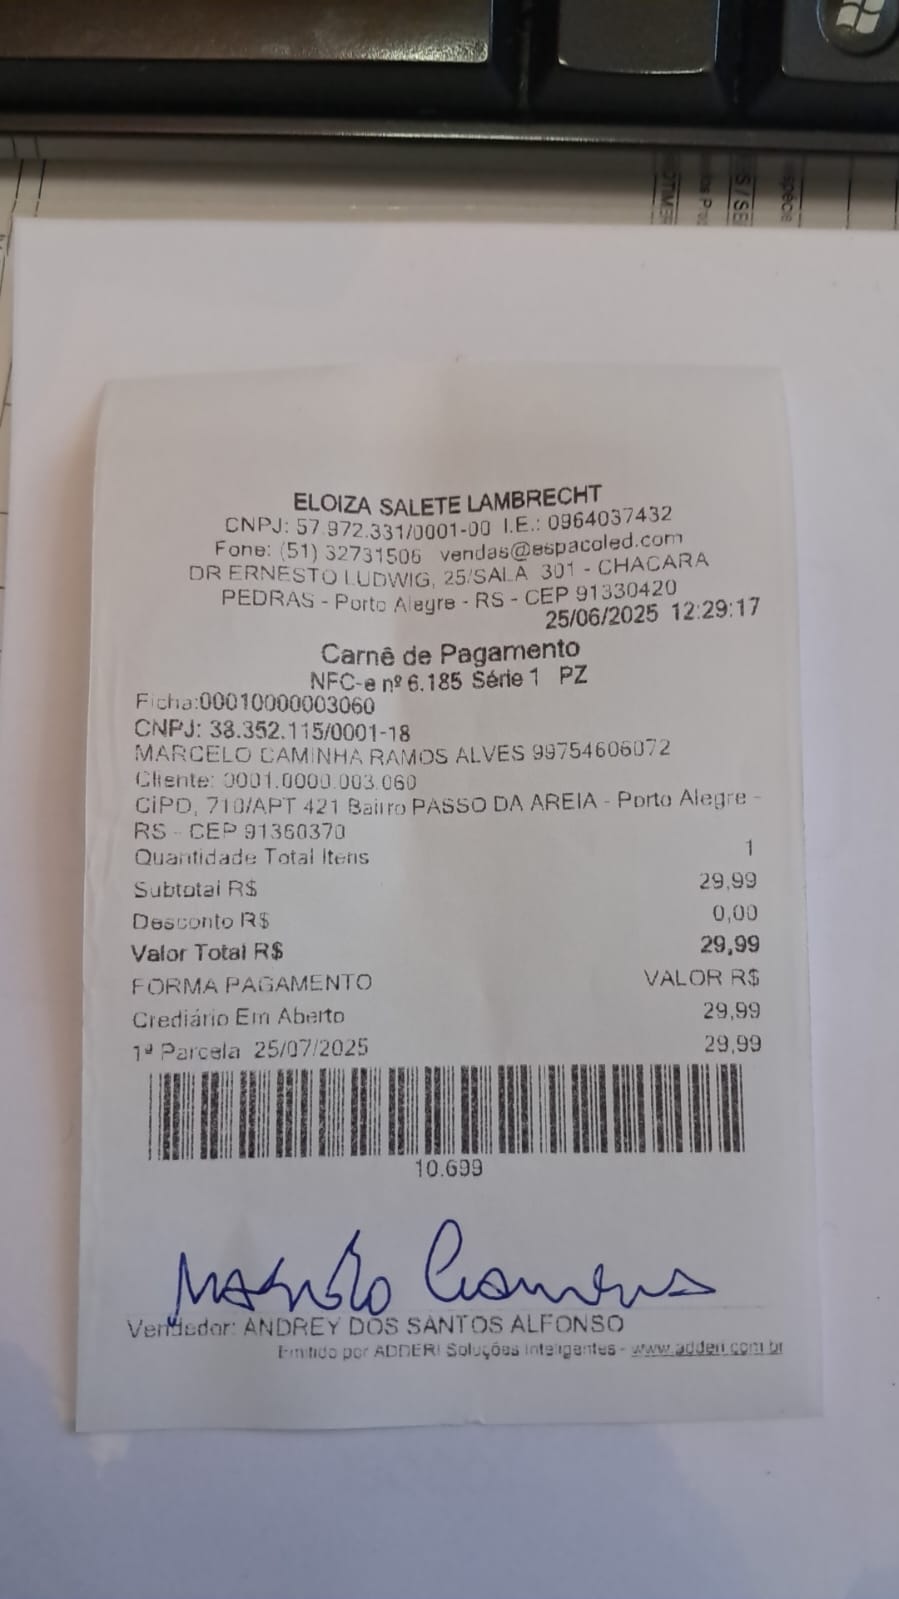 ELOIZA SALETE LAMBRECHT
CNPJ: 57.972.331/0001-00 I.E.: 0964037432
Fone: (51) 32731506 vendas@espacoled.com
DR ERNESTO LUDWIG, 25/SALA 301 - CHACARA
PEDRAS - Porto Alegre - RS - CEP 91330420
25/06/2025 12:29:17
Carnê de Pagamento
NFC-e nº 6.185 Série 1 PZ
Ficha:00010000003060
CNPJ: 38.352.115/0001-18
MARCELO CAMINHA RAMOS ALVES 99754606072
Cliente: 0001.0000.003.060
CIPÓ, 710/APT 421 Bairro PASSO DA AREIA - Porto Alegre -
RS - CEP 91360370
Quantidade Total Itens 1
Subtotal R$ 29,99
Desconto R$ 0,00
Valor Total R$ 29,99
FORMA PAGAMENTO VALOR R$
Crediário Em Aberto 29,99
1ª Parcela 25/07/2025 29,99
10.699
Marcelo Caminha
Vendedor: ANDREY DOS SANTOS ALFONSO
Emitido por ADDERI Soluções Inteligentes - www.adderi.com.br